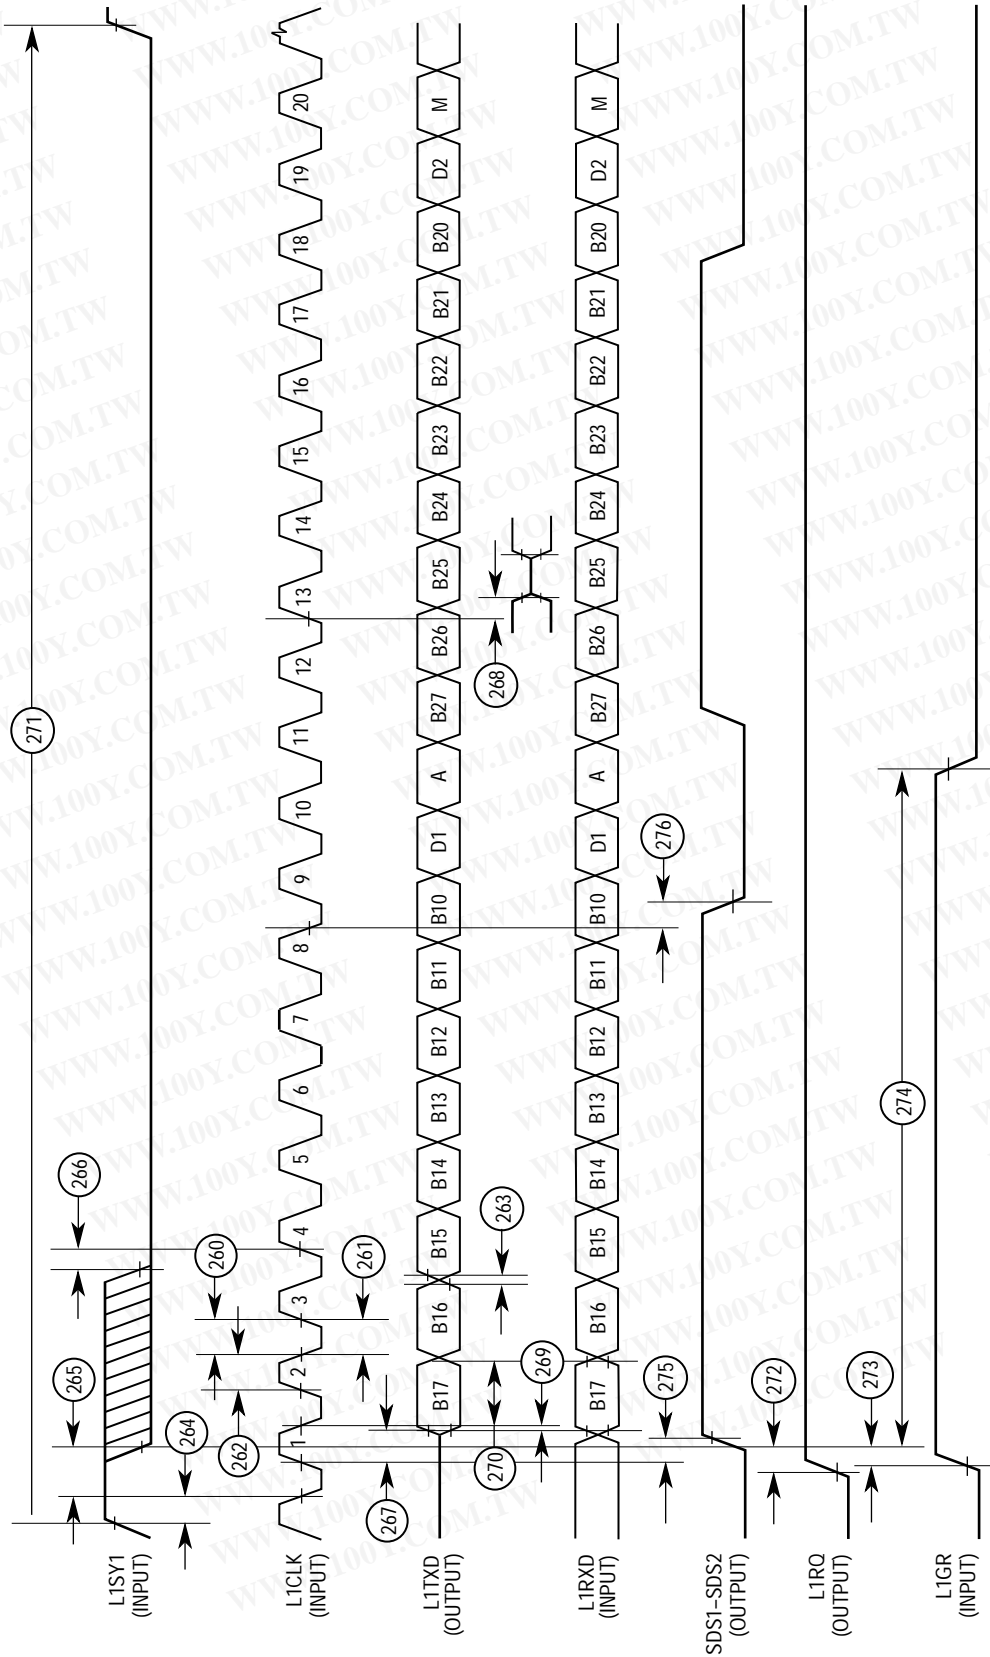 271
L1SY1
(INPUT)
264
265
266
L1CLK
(INPUT)
1
2
3
4
5
6
7
8
9
10
11
12
13
14
15
16
17
18
19
20
262
260
261
L1TXD
(OUTPUT)
B17
B16
B15
B14
B13
B12
B11
B10
D1
A
B27
B26
B25
B24
B23
B22
B21
B20
D2
M
267
270
269
263
268
L1RXD
(INPUT)
B17
B16
B15
B14
B13
B12
B11
B10
D1
A
B27
B26
B25
B24
B23
B22
B21
B20
D2
M
275
276
SDS1–SDS2
(OUTPUT)
272
L1RQ
(OUTPUT)
273
274
L1GR
(INPUT)
WWW.100Y.COM.TW